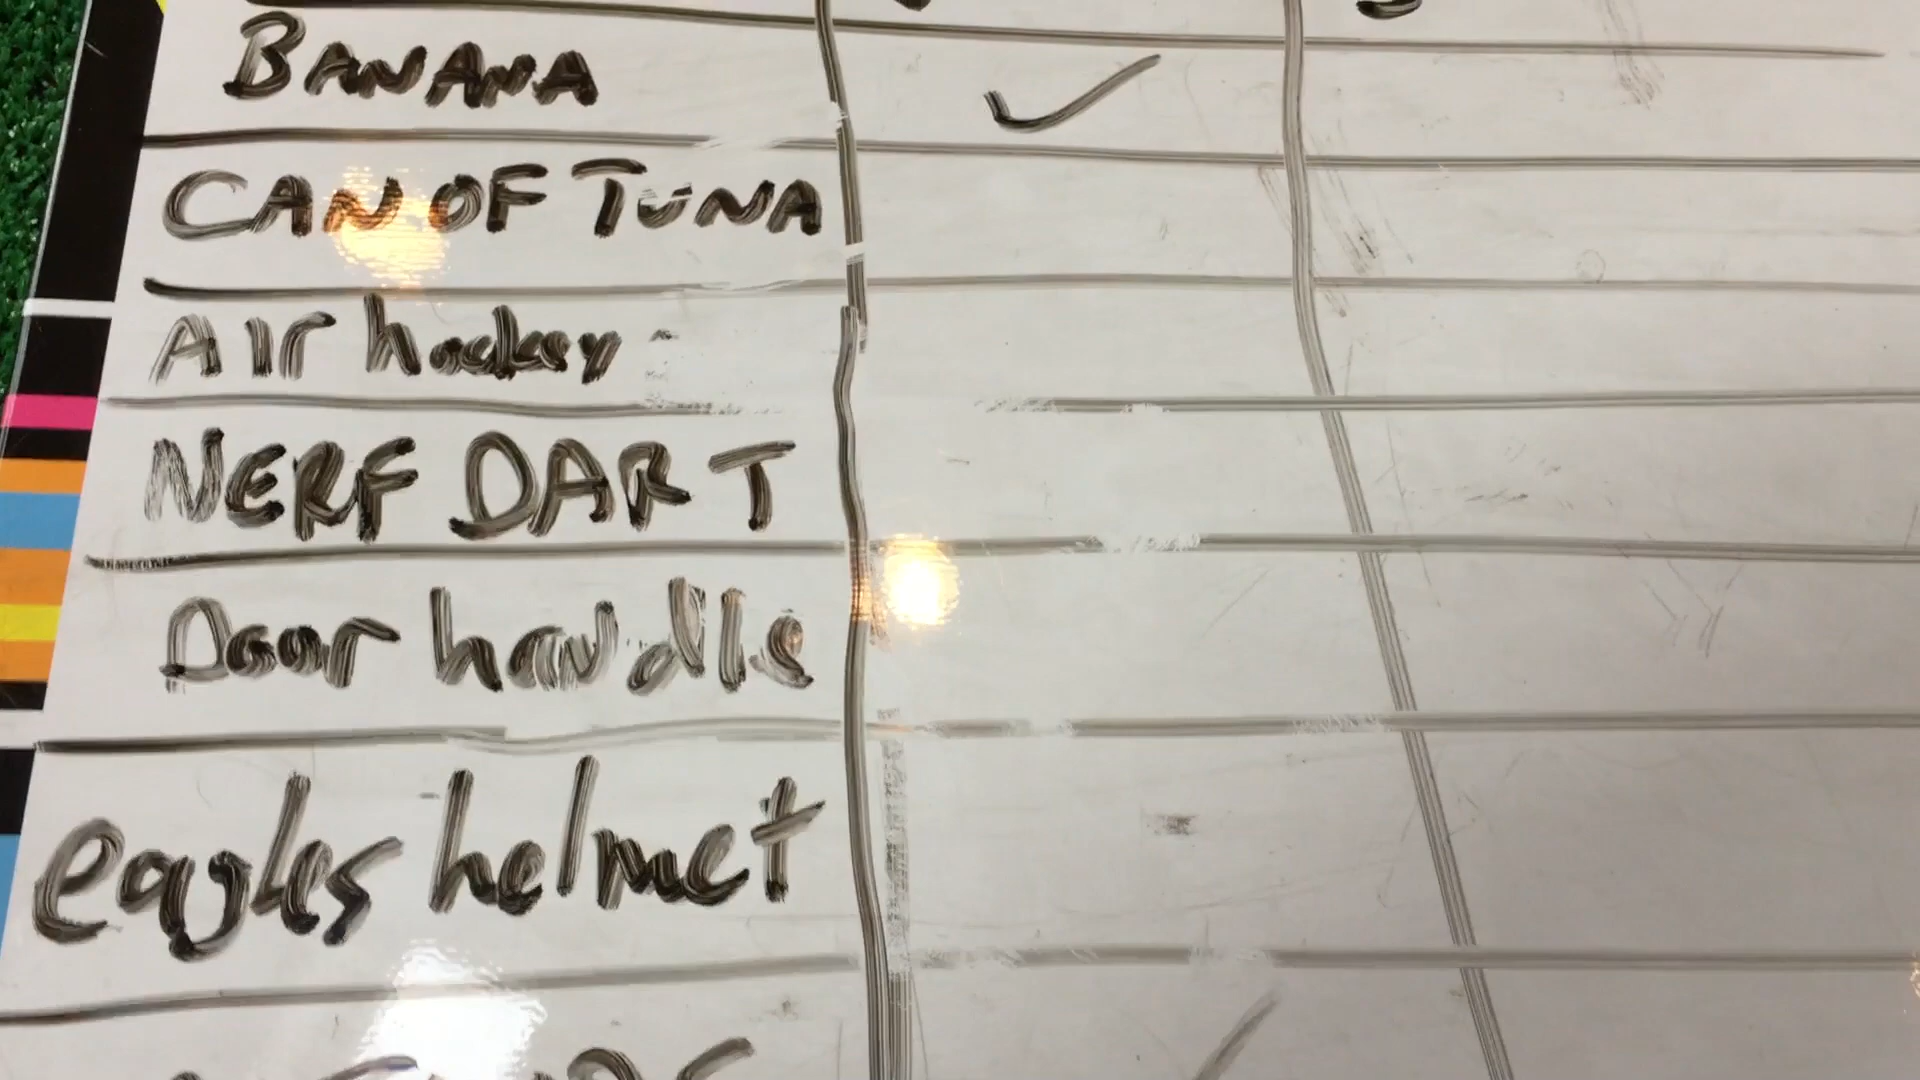 BANANA ✓
CAN OF TUNA
AIr hockey
NERF DART
Door handle
eagles helmet